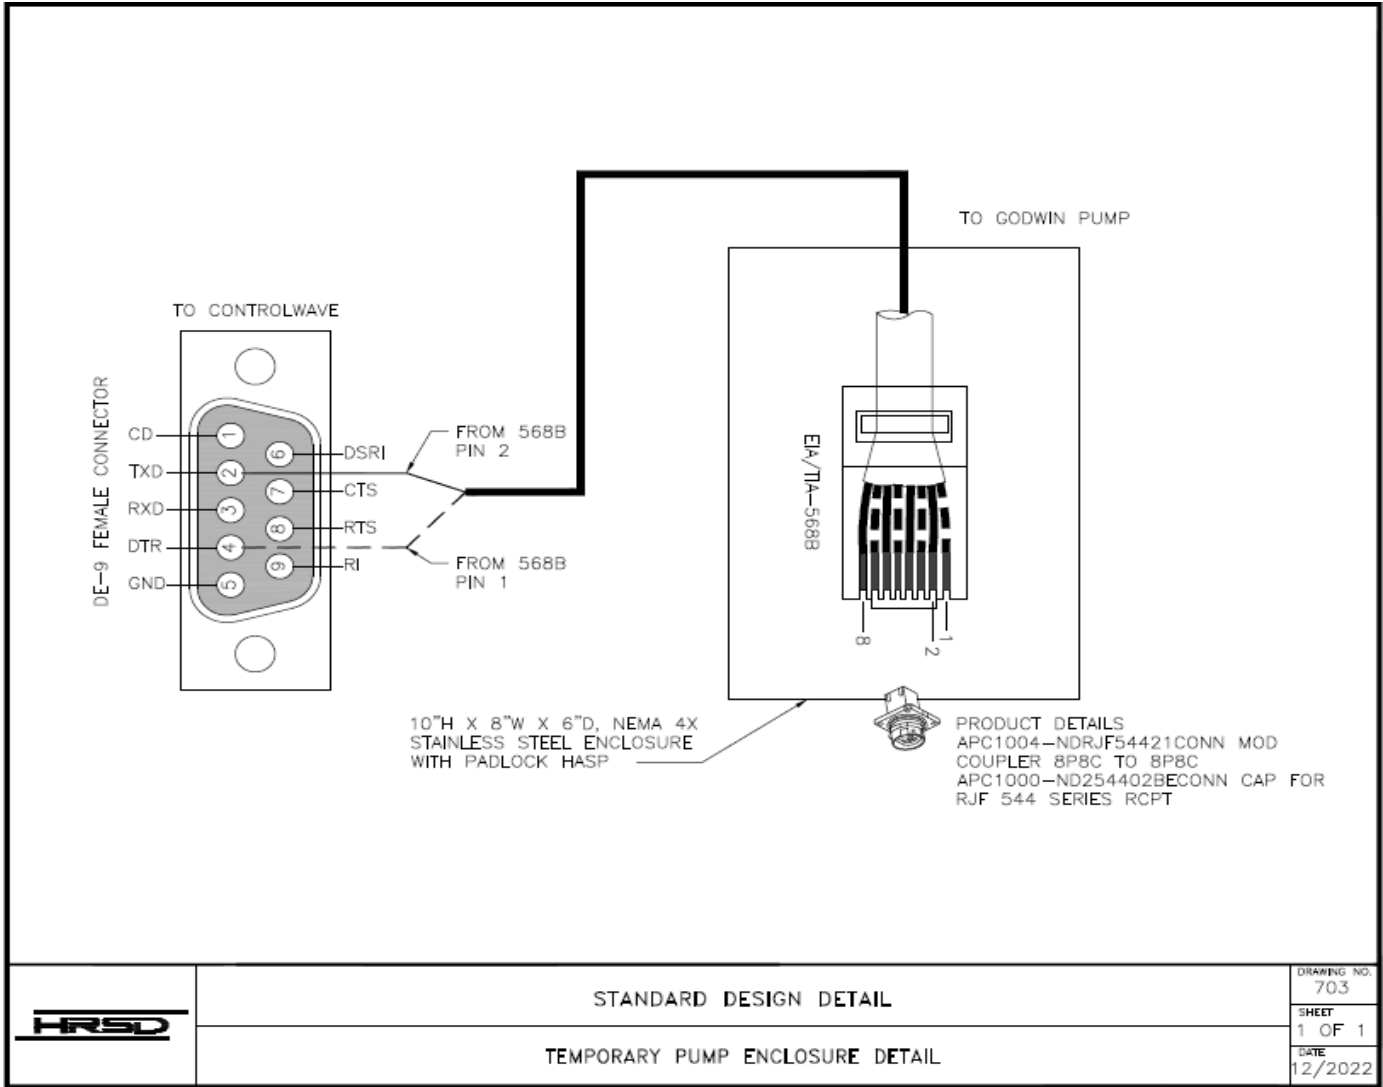 TO GODWIN PUMP
TO CONTROLWAVE
DE-9 FEMALE CONNECTOR
CD
TXD
RXD
DTR
GND
1
2
3
4
5
6
7
8
9
DSRI
CTS
RTS
RI
FROM 568B
PIN 2
FROM 568B
PIN 1
EIA/TIA-568B
8
2
1
10"H X 8"W X 6"D, NEMA 4X
STAINLESS STEEL ENCLOSURE
WITH PADLOCK HASP
PRODUCT DETAILS
APC1004-NDRJF54421CONN MOD
COUPLER 8P8C TO 8P8C
APC1000-ND254402BECONN CAP FOR
RJF 544 SERIES RCPT
HRSD
STANDARD DESIGN DETAIL
TEMPORARY PUMP ENCLOSURE DETAIL
DRAWING NO.
703
SHEET
1 OF 1
DATE
12/2022